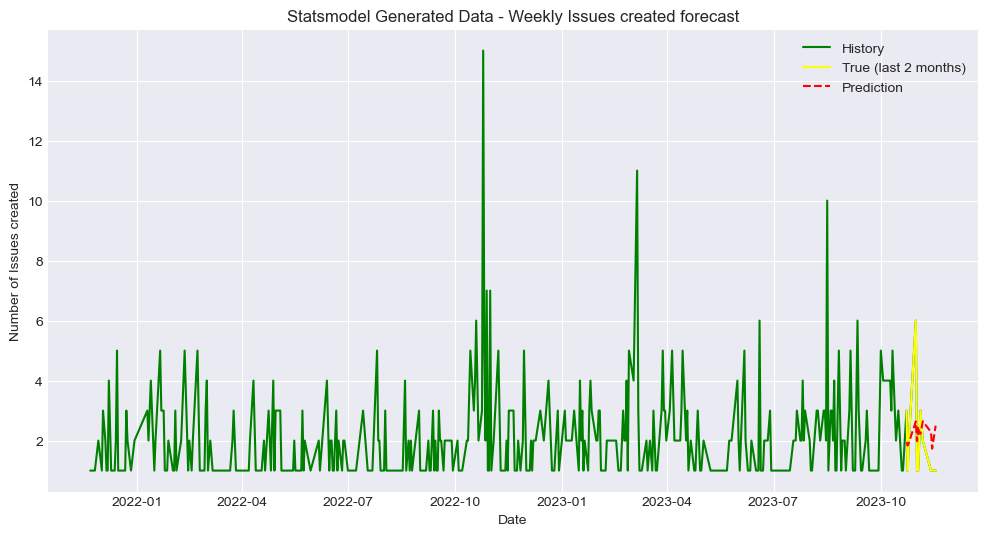 Statsmodel Generated Data - Weekly Issues created forecast
History
True (last 2 months)
Prediction
Number of Issues created
14
12
10
8
6
4
2
2022-01
2022-04
2022-07
2022-10
2023-01
2023-04
2023-07
2023-10
Date